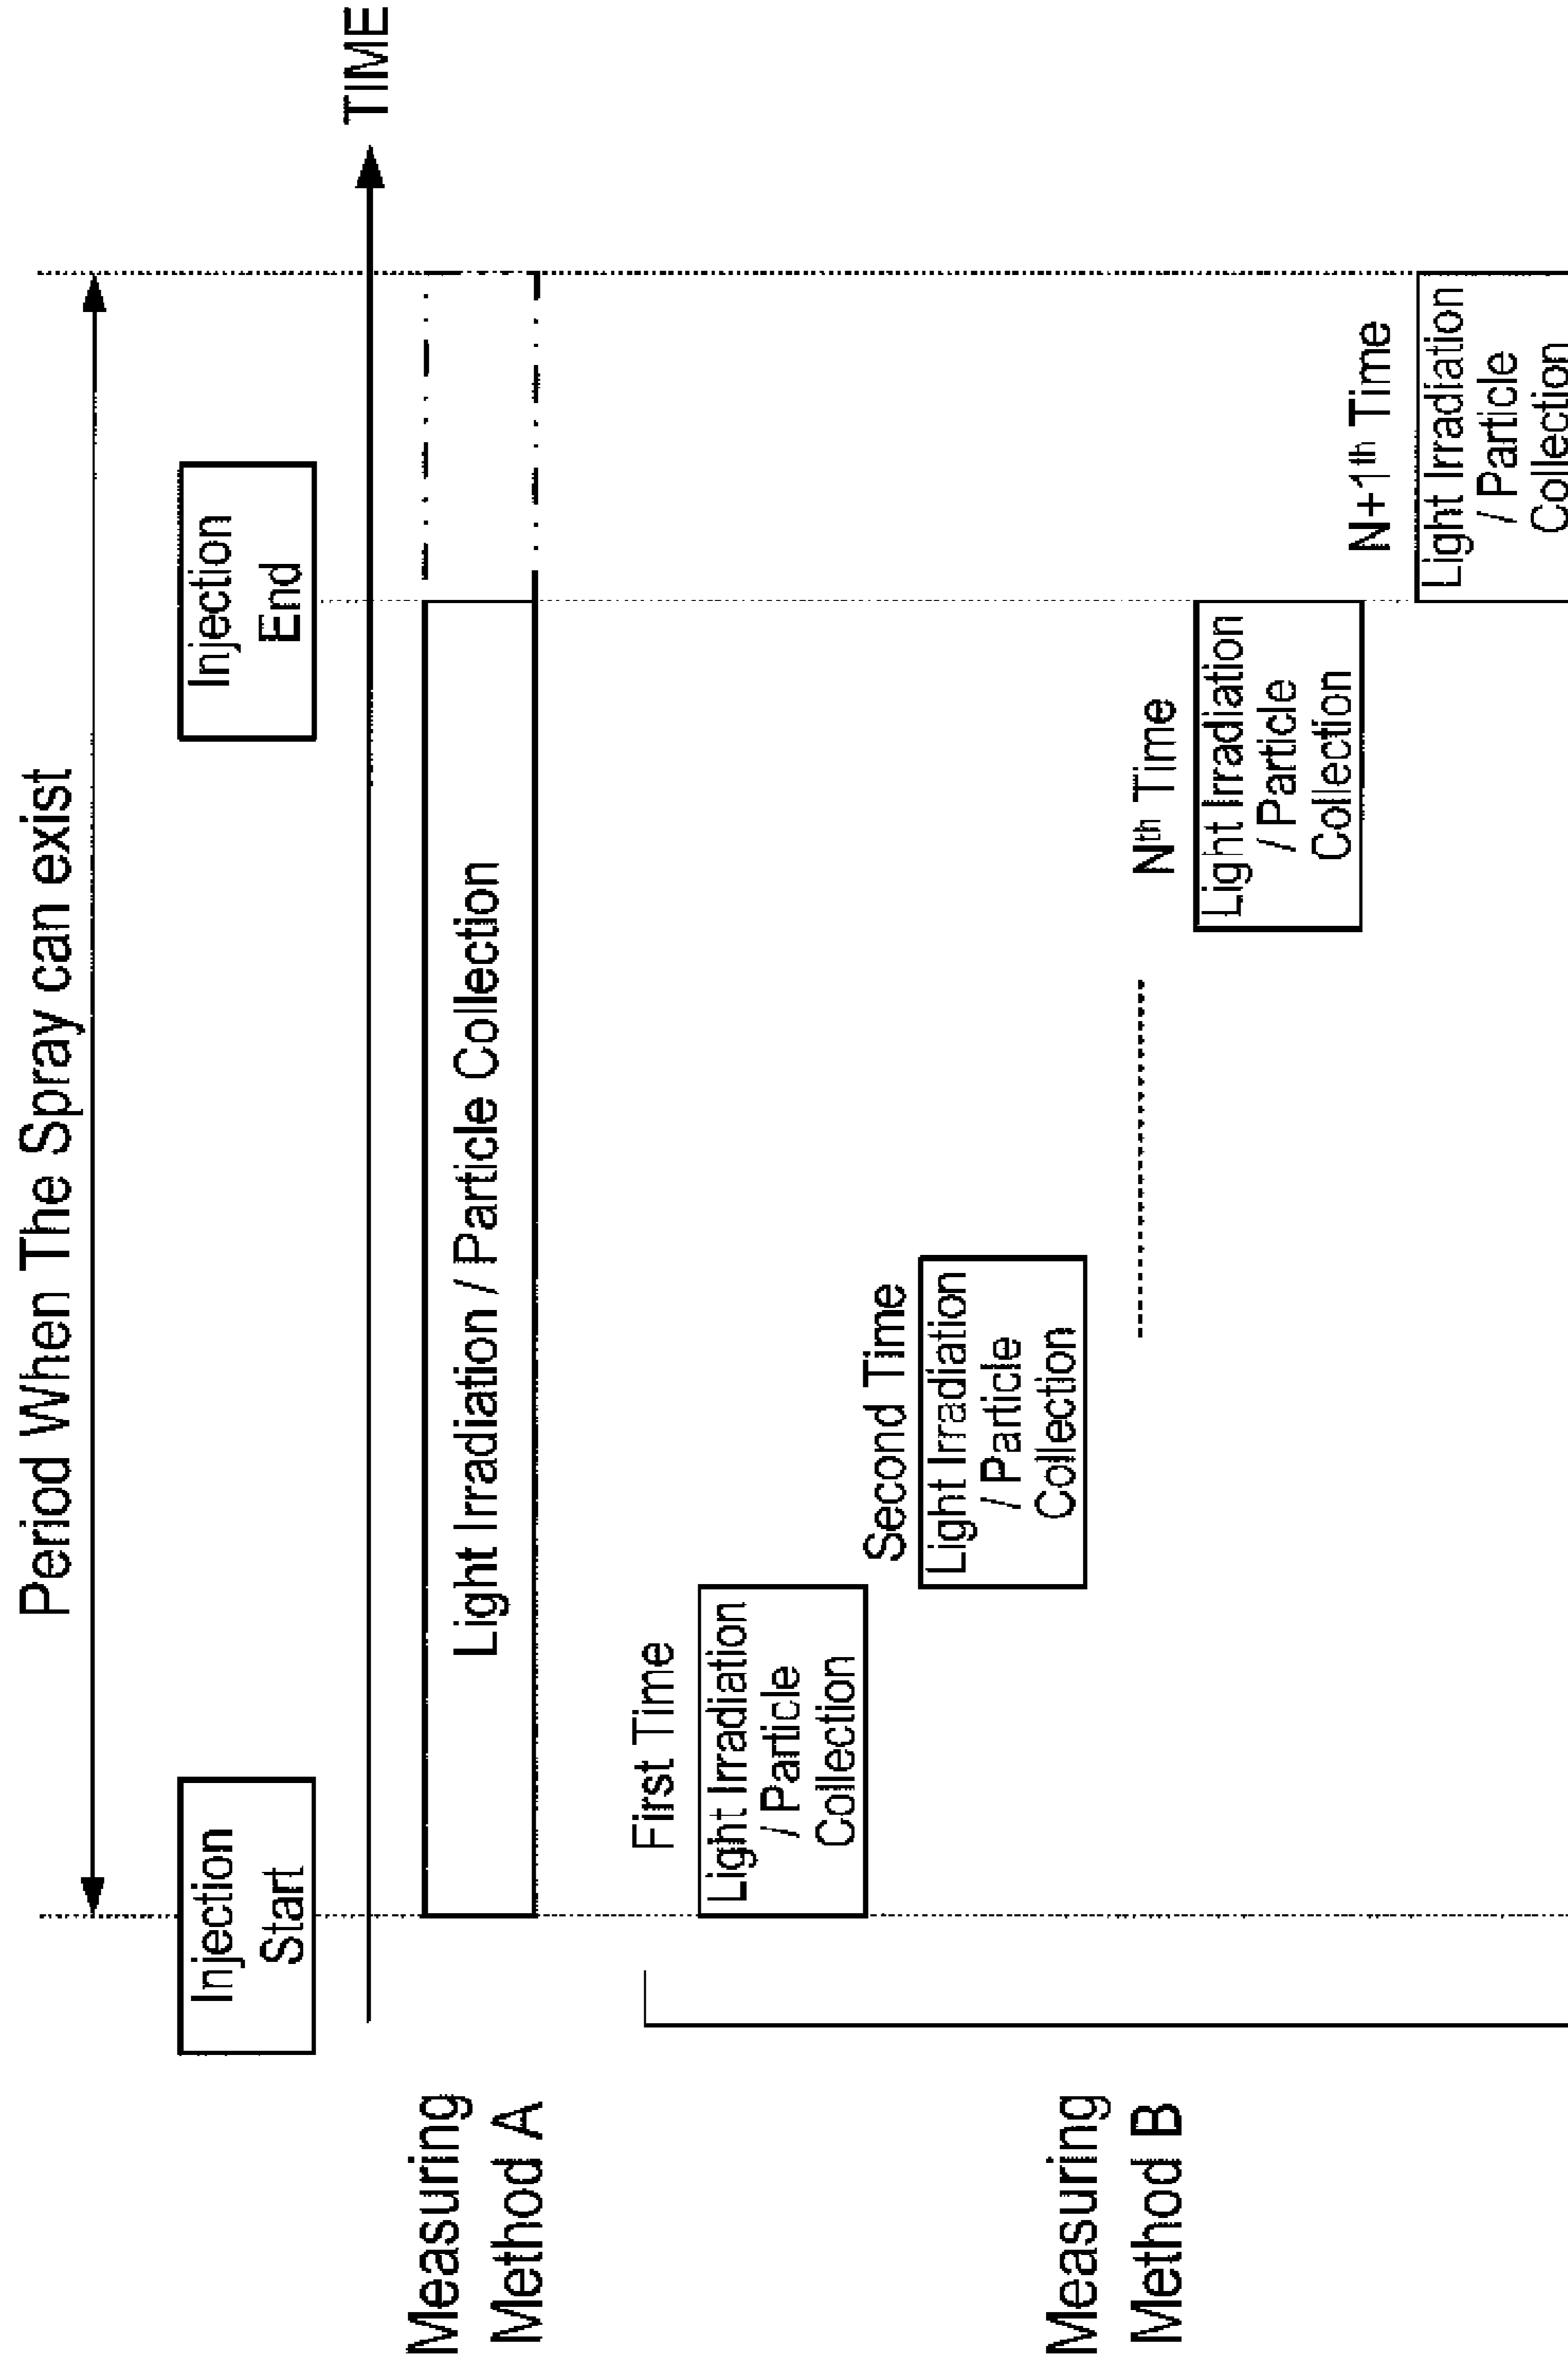 Period When The Spray can exist
Injection
Start
Injection
End
TIME
Measuring
Method A
Light Irradiation / Particle Collection
Measuring
Method B
First Time
Light Irradiation
/ Particle
Collection
Second Time
Light Irradiation
/ Particle
Collection
Nth Time
Light Irradiation
/ Particle
Collection
N+1th Time
Light Irradiation
/ Particle
Collection